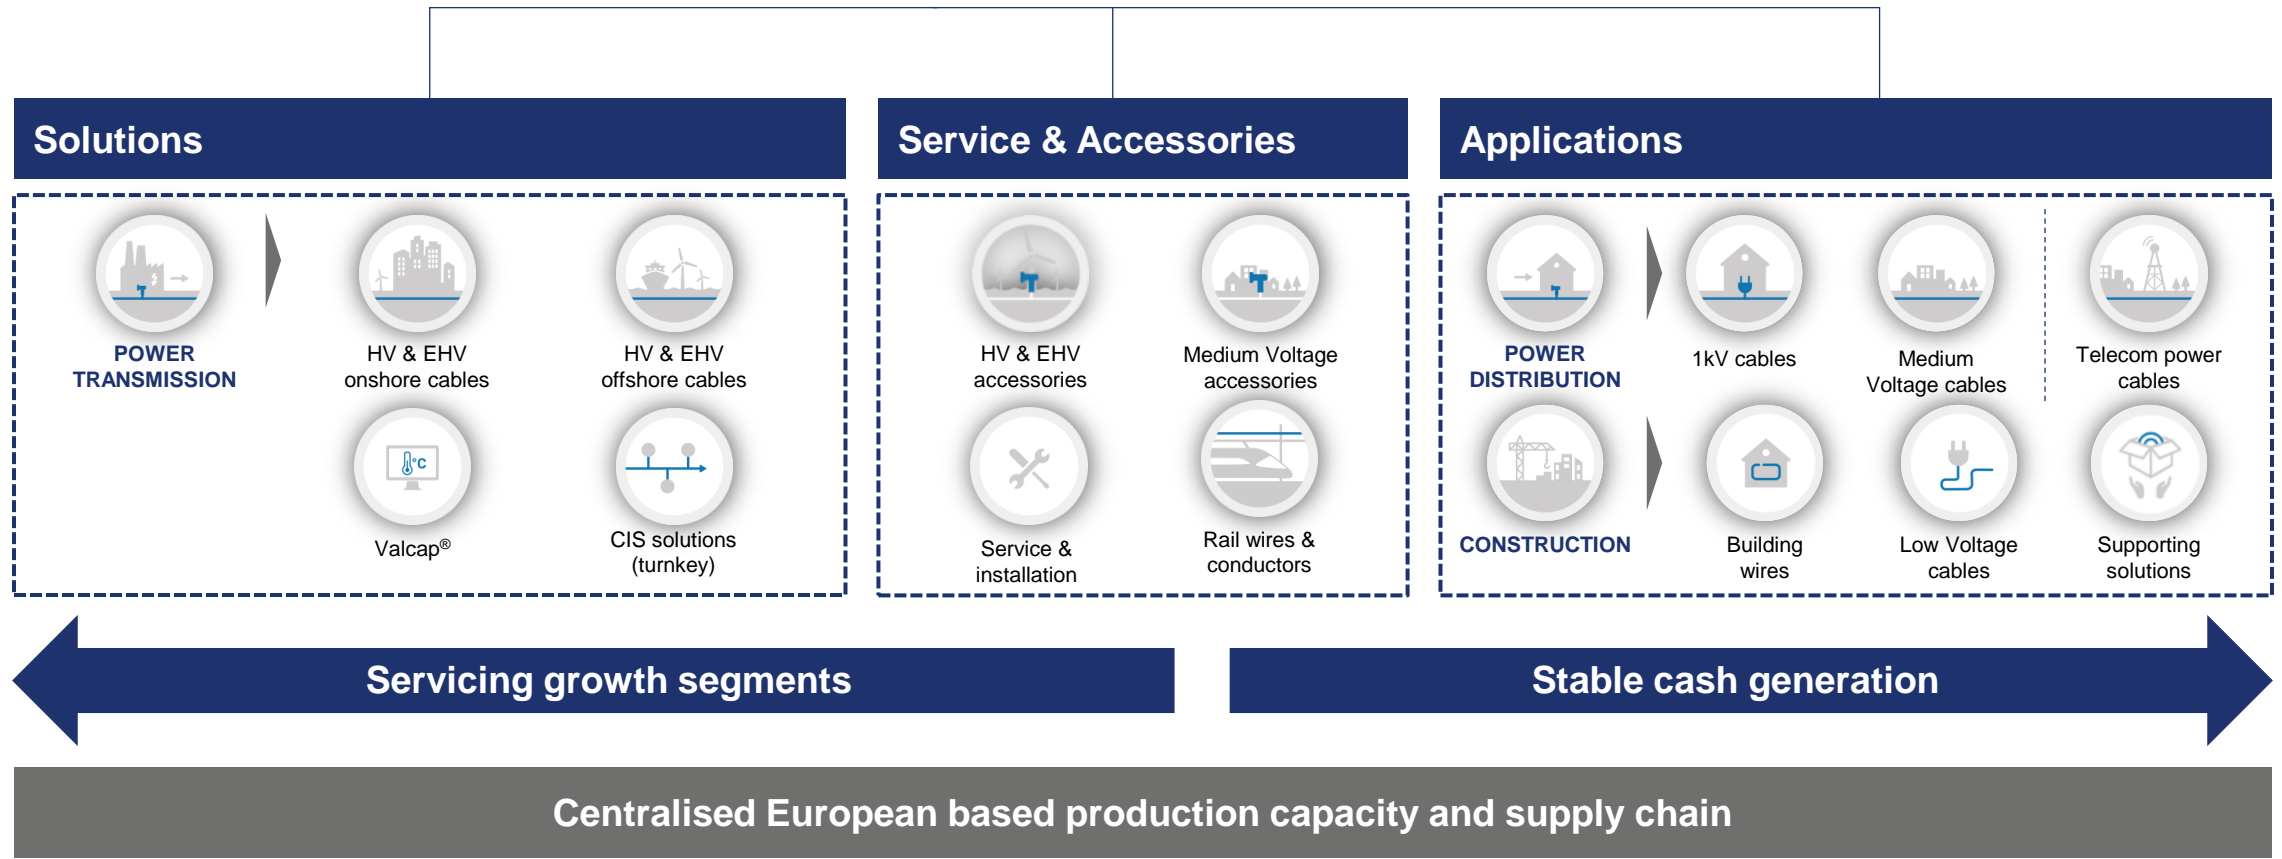 Solutions
POWER
TRANSMISSION
HV & EHV
onshore cables
HV & EHV
offshore cables
°C
Valcap®
CIS solutions
(turnkey)
Service & Accessories
HV & EHV
accessories
Medium Voltage
accessories
Service &
installation
Rail wires &
conductors
Applications
POWER
DISTRIBUTION
1kV cables
Medium
Voltage cables
Telecom power
cables
CONSTRUCTION
Building
wires
Low Voltage
cables
Supporting
solutions
Servicing growth segments
Stable cash generation
Centralised European based production capacity and supply chain